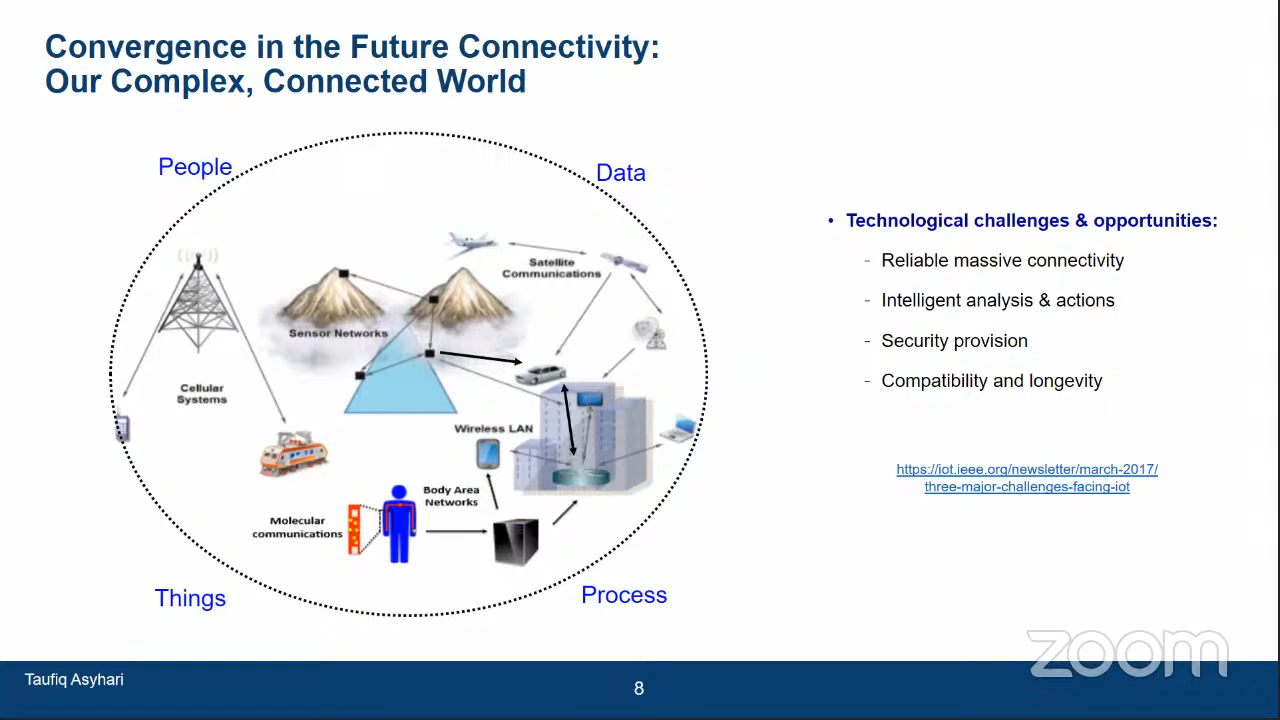 Convergence in the Future Connectivity:
Our Complex, Connected World
People
Data
Satellite
Communications
Sensor Networks
Cellular
Systems
Wireless LAN
Body Area
Networks
Molecular
communications
Things
Process
• Technological challenges & opportunities:
- Reliable massive connectivity
- Intelligent analysis & actions
- Security provision
- Compatibility and longevity
https://iot.ieee.org/newsletter/march-2017/
three-major-challenges-facing-iot
zoom
Taufiq Asyhari
8